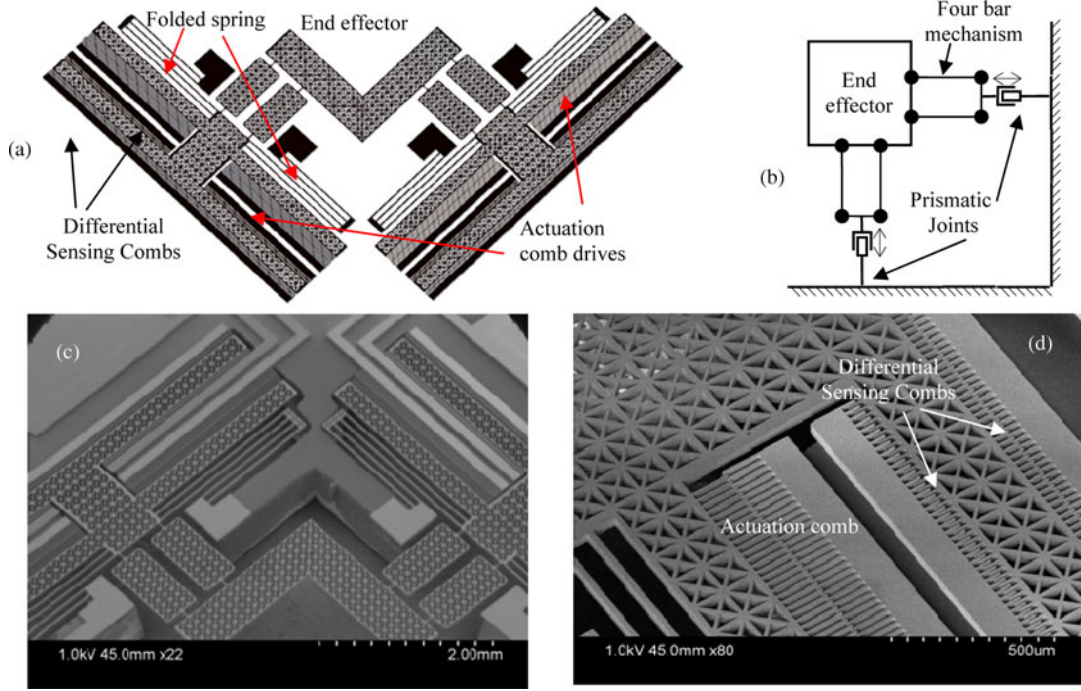 Folded spring
End effector
(a)
Differential
Sensing Combs
Actuation
comb drives
Four bar
mechanism
End
effector
(b)
Prismatic
Joints
(c)
1.0kV 45.0mm x22
2.00mm
(d)
Differential
Sensing Combs
Actuation comb
1.0kV 45.0mm x80
500um